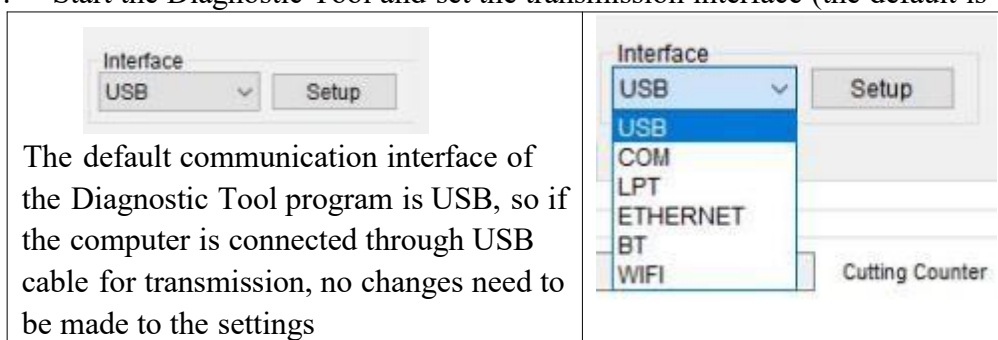 Start the Diagnostic Tool and set the transmission interface (the default is
Interface
USB
Setup
The default communication interface of
the Diagnostic Tool program is USB, so if
the computer is connected through USB
cable for transmission, no changes need to
be made to the settings
Interface
USB
Setup
USB
COM
LPT
ETHERNET
BT
WIFI
Cutting Counter